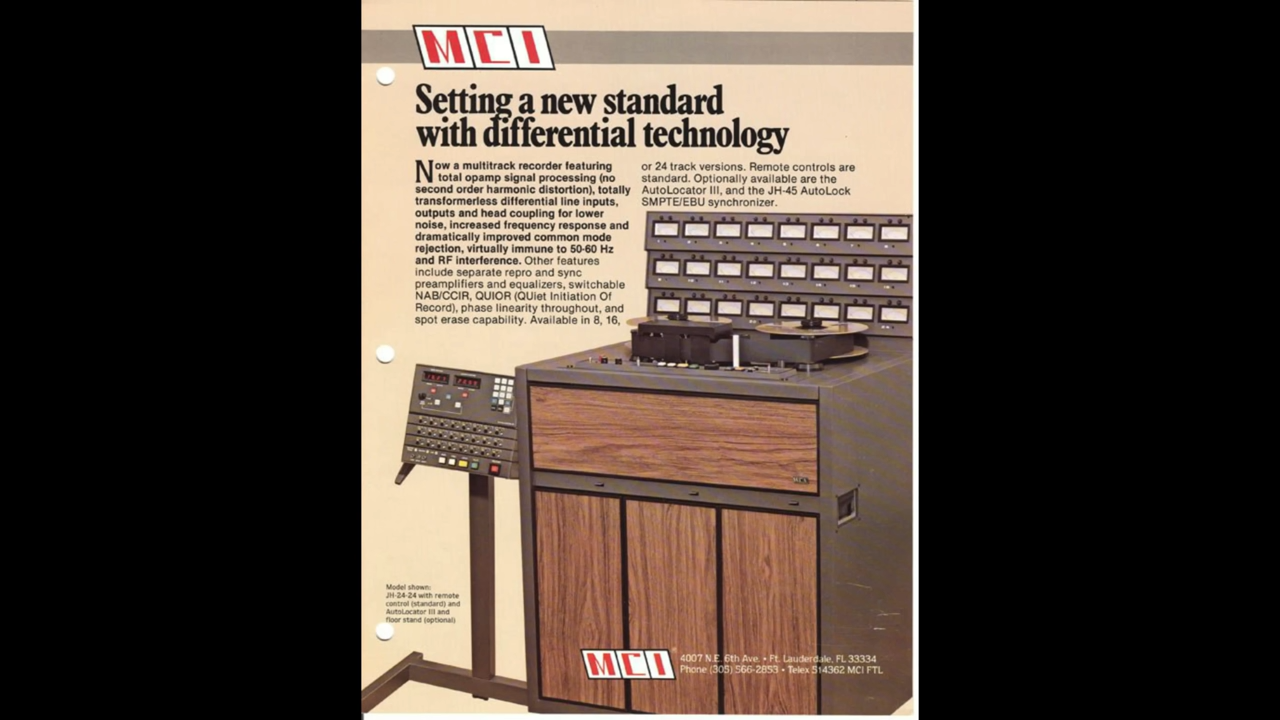 MCI
Setting a new standard
with differential technology
Now a multitrack recorder featuring
total opamp signal processing (no
second order harmonic distortion), totally
transformerless differential line inputs,
outputs and head coupling for lower
noise, increased frequency response and
dramatically improved common mode
rejection, virtually immune to 50-60 Hz
and RF interference. Other features
include separate repro and sync
preamplifiers and equalizers, switchable
NAB/CCIR, QUIOR (QUiet Initiation Of
Record), phase linearity throughout, and
spot erase capability. Available in 8, 16,
or 24 track versions. Remote controls are
standard. Optionally available are the
AutoLocator III, and the JH-45 AutoLock
SMPTE/EBU synchronizer.
MCI
Model shown:
JH-24-24 with remote
control (standard) and
AutoLocator III and
floor stand (optional)
MCI
4007 N.E. 6th Ave. • Ft. Lauderdale, FL 33334
Phone (305) 566-2853 • Telex 514362 MCI FTL